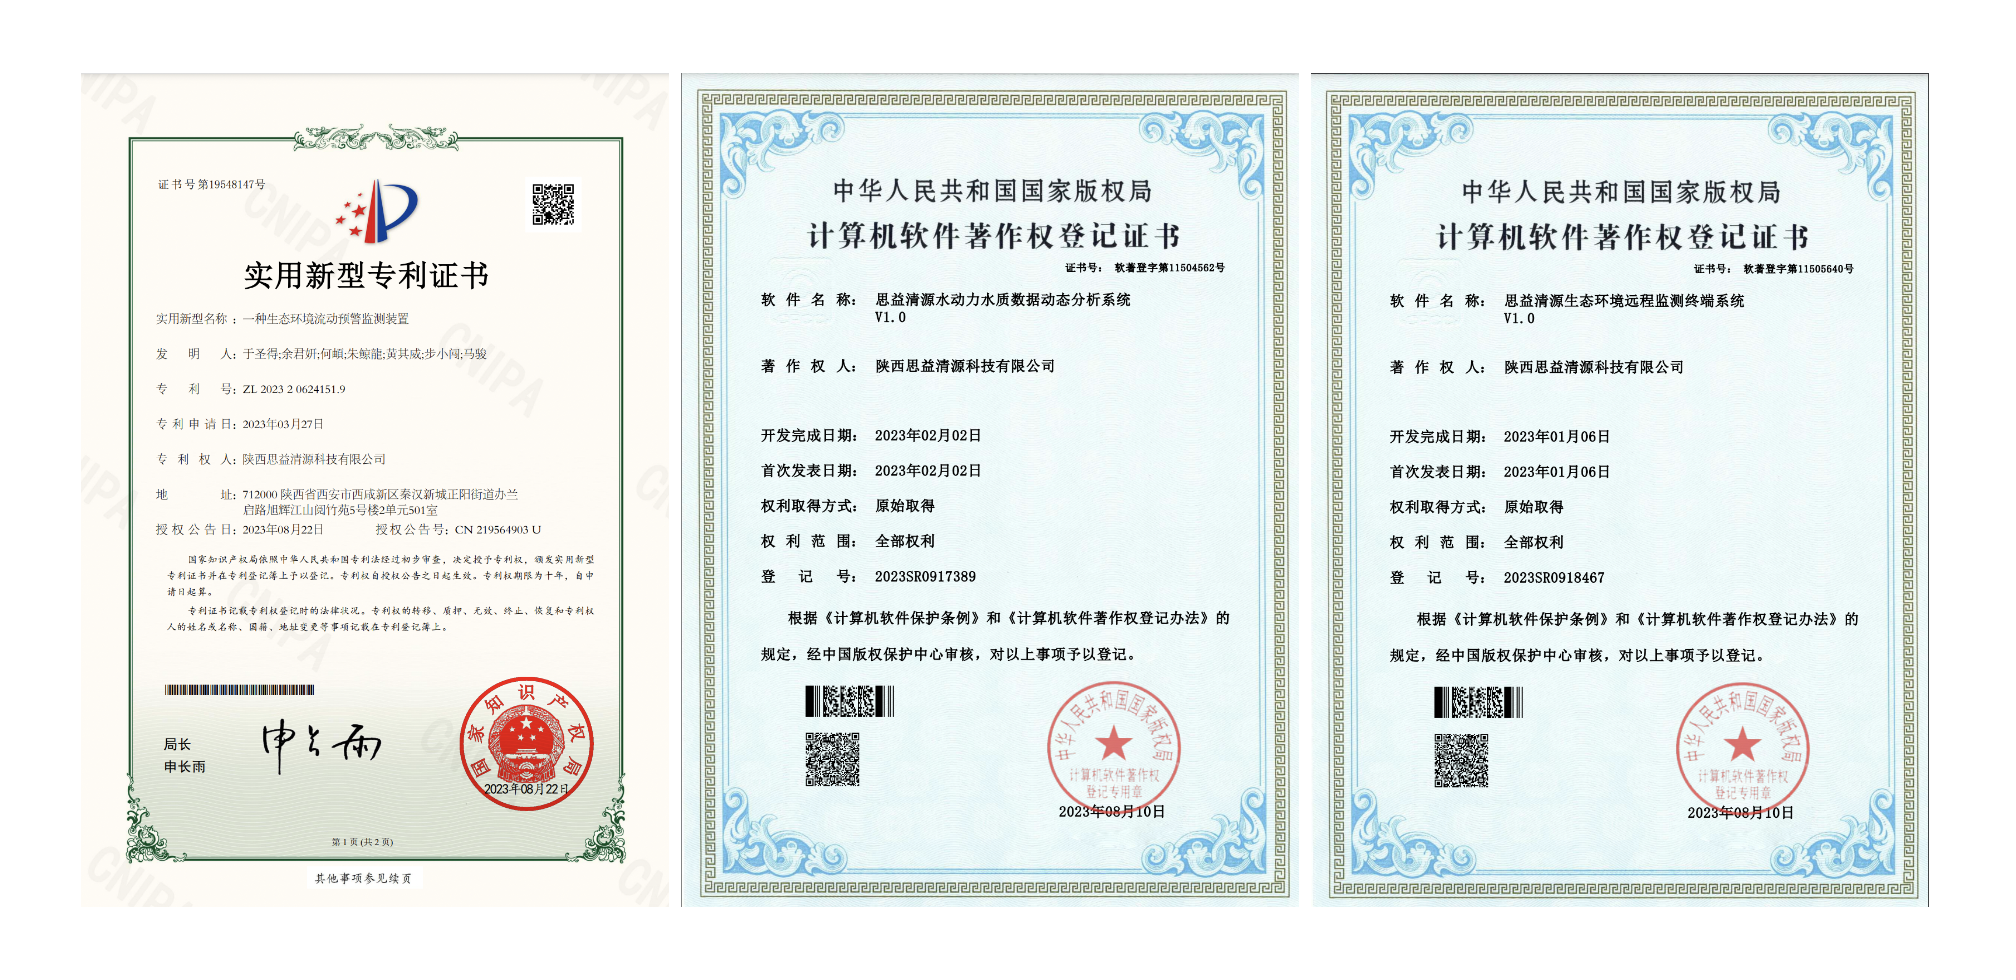 证书号第19548147号
实用新型专利证书
实用新型名称：一种生态环境流动预警监测装置
发明人：于圣得;余君妍;何頔;朱鲸能;黄其威;步小闯;马骏
专利号：ZL 2023 2 0624151.9
专利申请日：2023年03月27日
专利权人：陕西思益清源科技有限公司
地址：712000 陕西省西安市西咸新区秦汉新城正阳街道办兰
启路旭辉江山阅竹苑5号楼2单元501室
授权公告日：2023年08月22日 授权公告号：CN 219564903 U
国家知识产权局依照中华人民共和国专利法经过初步审查，决定授予专利权，颁发实用新型
专利证书并在专利登记簿上予以登记。专利权自授权公告之日起生效。专利权期限为十年，自申
请日起算。
专利证书记载专利权登记时的法律状况。专利权的转移、质押、无效、终止、恢复和专利权
人的姓名或名称、国籍、地址变更等事项记载在专利登记簿上。
局长
申长雨
申长雨
国家知识产权局
2023年08月22日
第 1 页 (共 2 页)
其他事项参见续页
CNIPA
中华人民共和国国家版权局
计算机软件著作权登记证书
证书号： 软著登字第11504562号
软件名称： 思益清源水动力水质数据动态分析系统
V1.0
著作权人： 陕西思益清源科技有限公司
开发完成日期： 2023年02月02日
首次发表日期： 2023年02月02日
权利取得方式： 原始取得
权利范围： 全部权利
登记号： 2023SR0917389
根据《计算机软件保护条例》和《计算机软件著作权登记办法》的
规定，经中国版权保护中心审核，对以上事项予以登记。
中华人民共和国国家版权局
计算机软件著作权
登记专用章
2023年08月10日
中华人民共和国国家版权局
计算机软件著作权登记证书
证书号： 软著登字第11505640号
软件名称： 思益清源生态环境远程监测终端系统
V1.0
著作权人： 陕西思益清源科技有限公司
开发完成日期： 2023年01月06日
首次发表日期： 2023年01月06日
权利取得方式： 原始取得
权利范围： 全部权利
登记号： 2023SR0918467
根据《计算机软件保护条例》和《计算机软件著作权登记办法》的
规定，经中国版权保护中心审核，对以上事项予以登记。
中华人民共和国国家版权局
计算机软件著作权
登记专用章
2023年08月10日